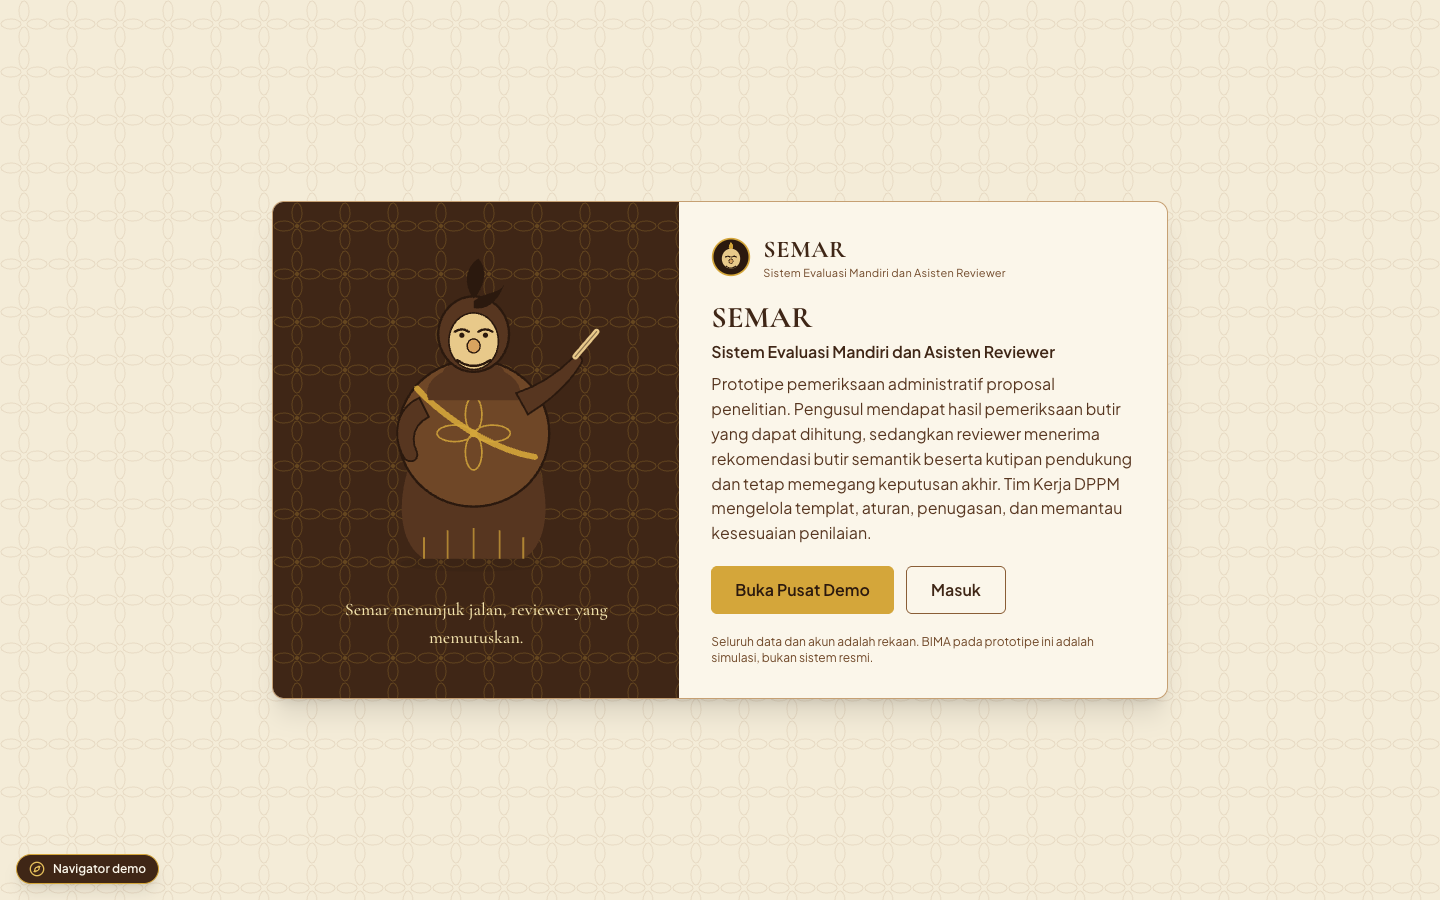 SEMAR
Sistem Evaluasi Mandiri dan Asisten Reviewer
SEMAR
Sistem Evaluasi Mandiri dan Asisten Reviewer
Prototipe pemeriksaan administratif proposal
penelitian. Pengusul mendapat hasil pemeriksaan butir
yang dapat dihitung, sedangkan reviewer menerima
rekomendasi butir semantik beserta kutipan pendukung
dan tetap memegang keputusan akhir. Tim Kerja DPPM
mengelola templat, aturan, penugasan, dan memantau
kesesuaian penilaian.
Buka Pusat Demo
Masuk
Seluruh data dan akun adalah rekaan. BIMA pada prototipe ini adalah
simulasi, bukan sistem resmi.
Semar menunjuk jalan, reviewer yang
memutuskan.
Navigator demo